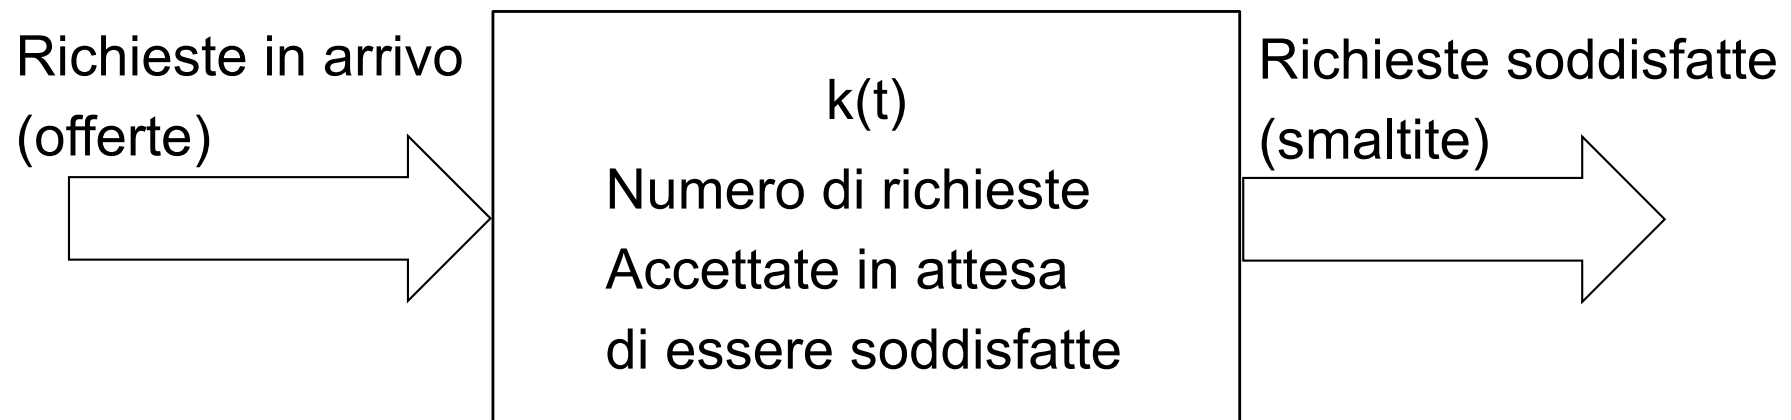 Richieste in arrivo
(offerte)
k(t)
Numero di richieste
Accettate in attesa
di essere soddisfatte
Richieste soddisfatte
(smaltite)